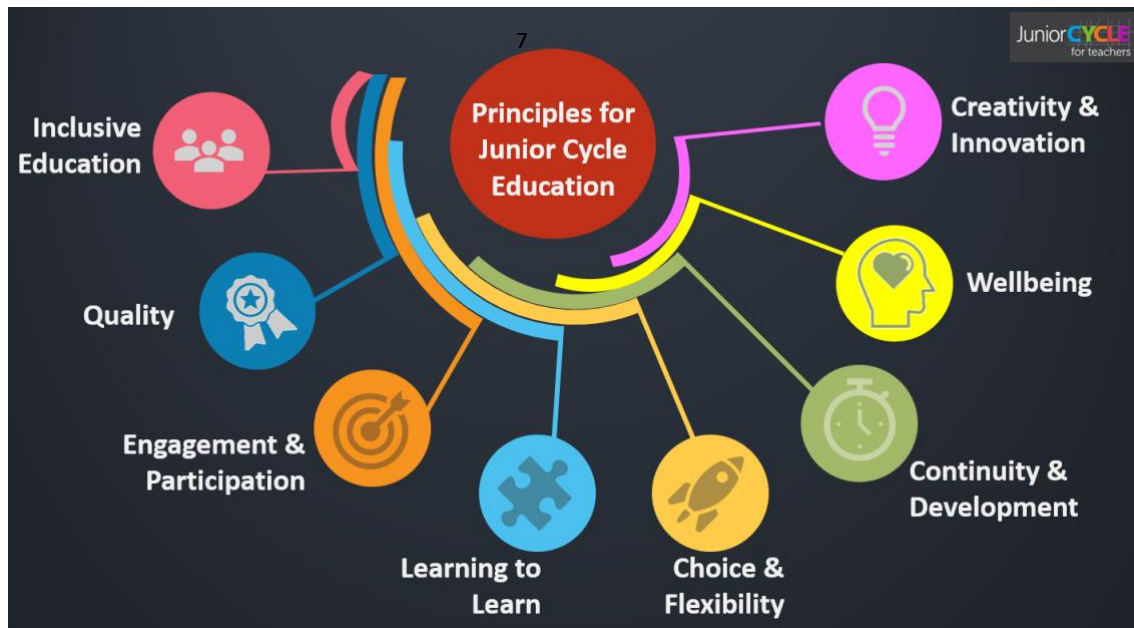 7
Junior CYCLE
for teachers
Principles for
Junior Cycle
Education
Inclusive
Education
Quality
Engagement &
Participation
Learning to
Learn
Choice &
Flexibility
Continuity &
Development
Wellbeing
Creativity &
Innovation